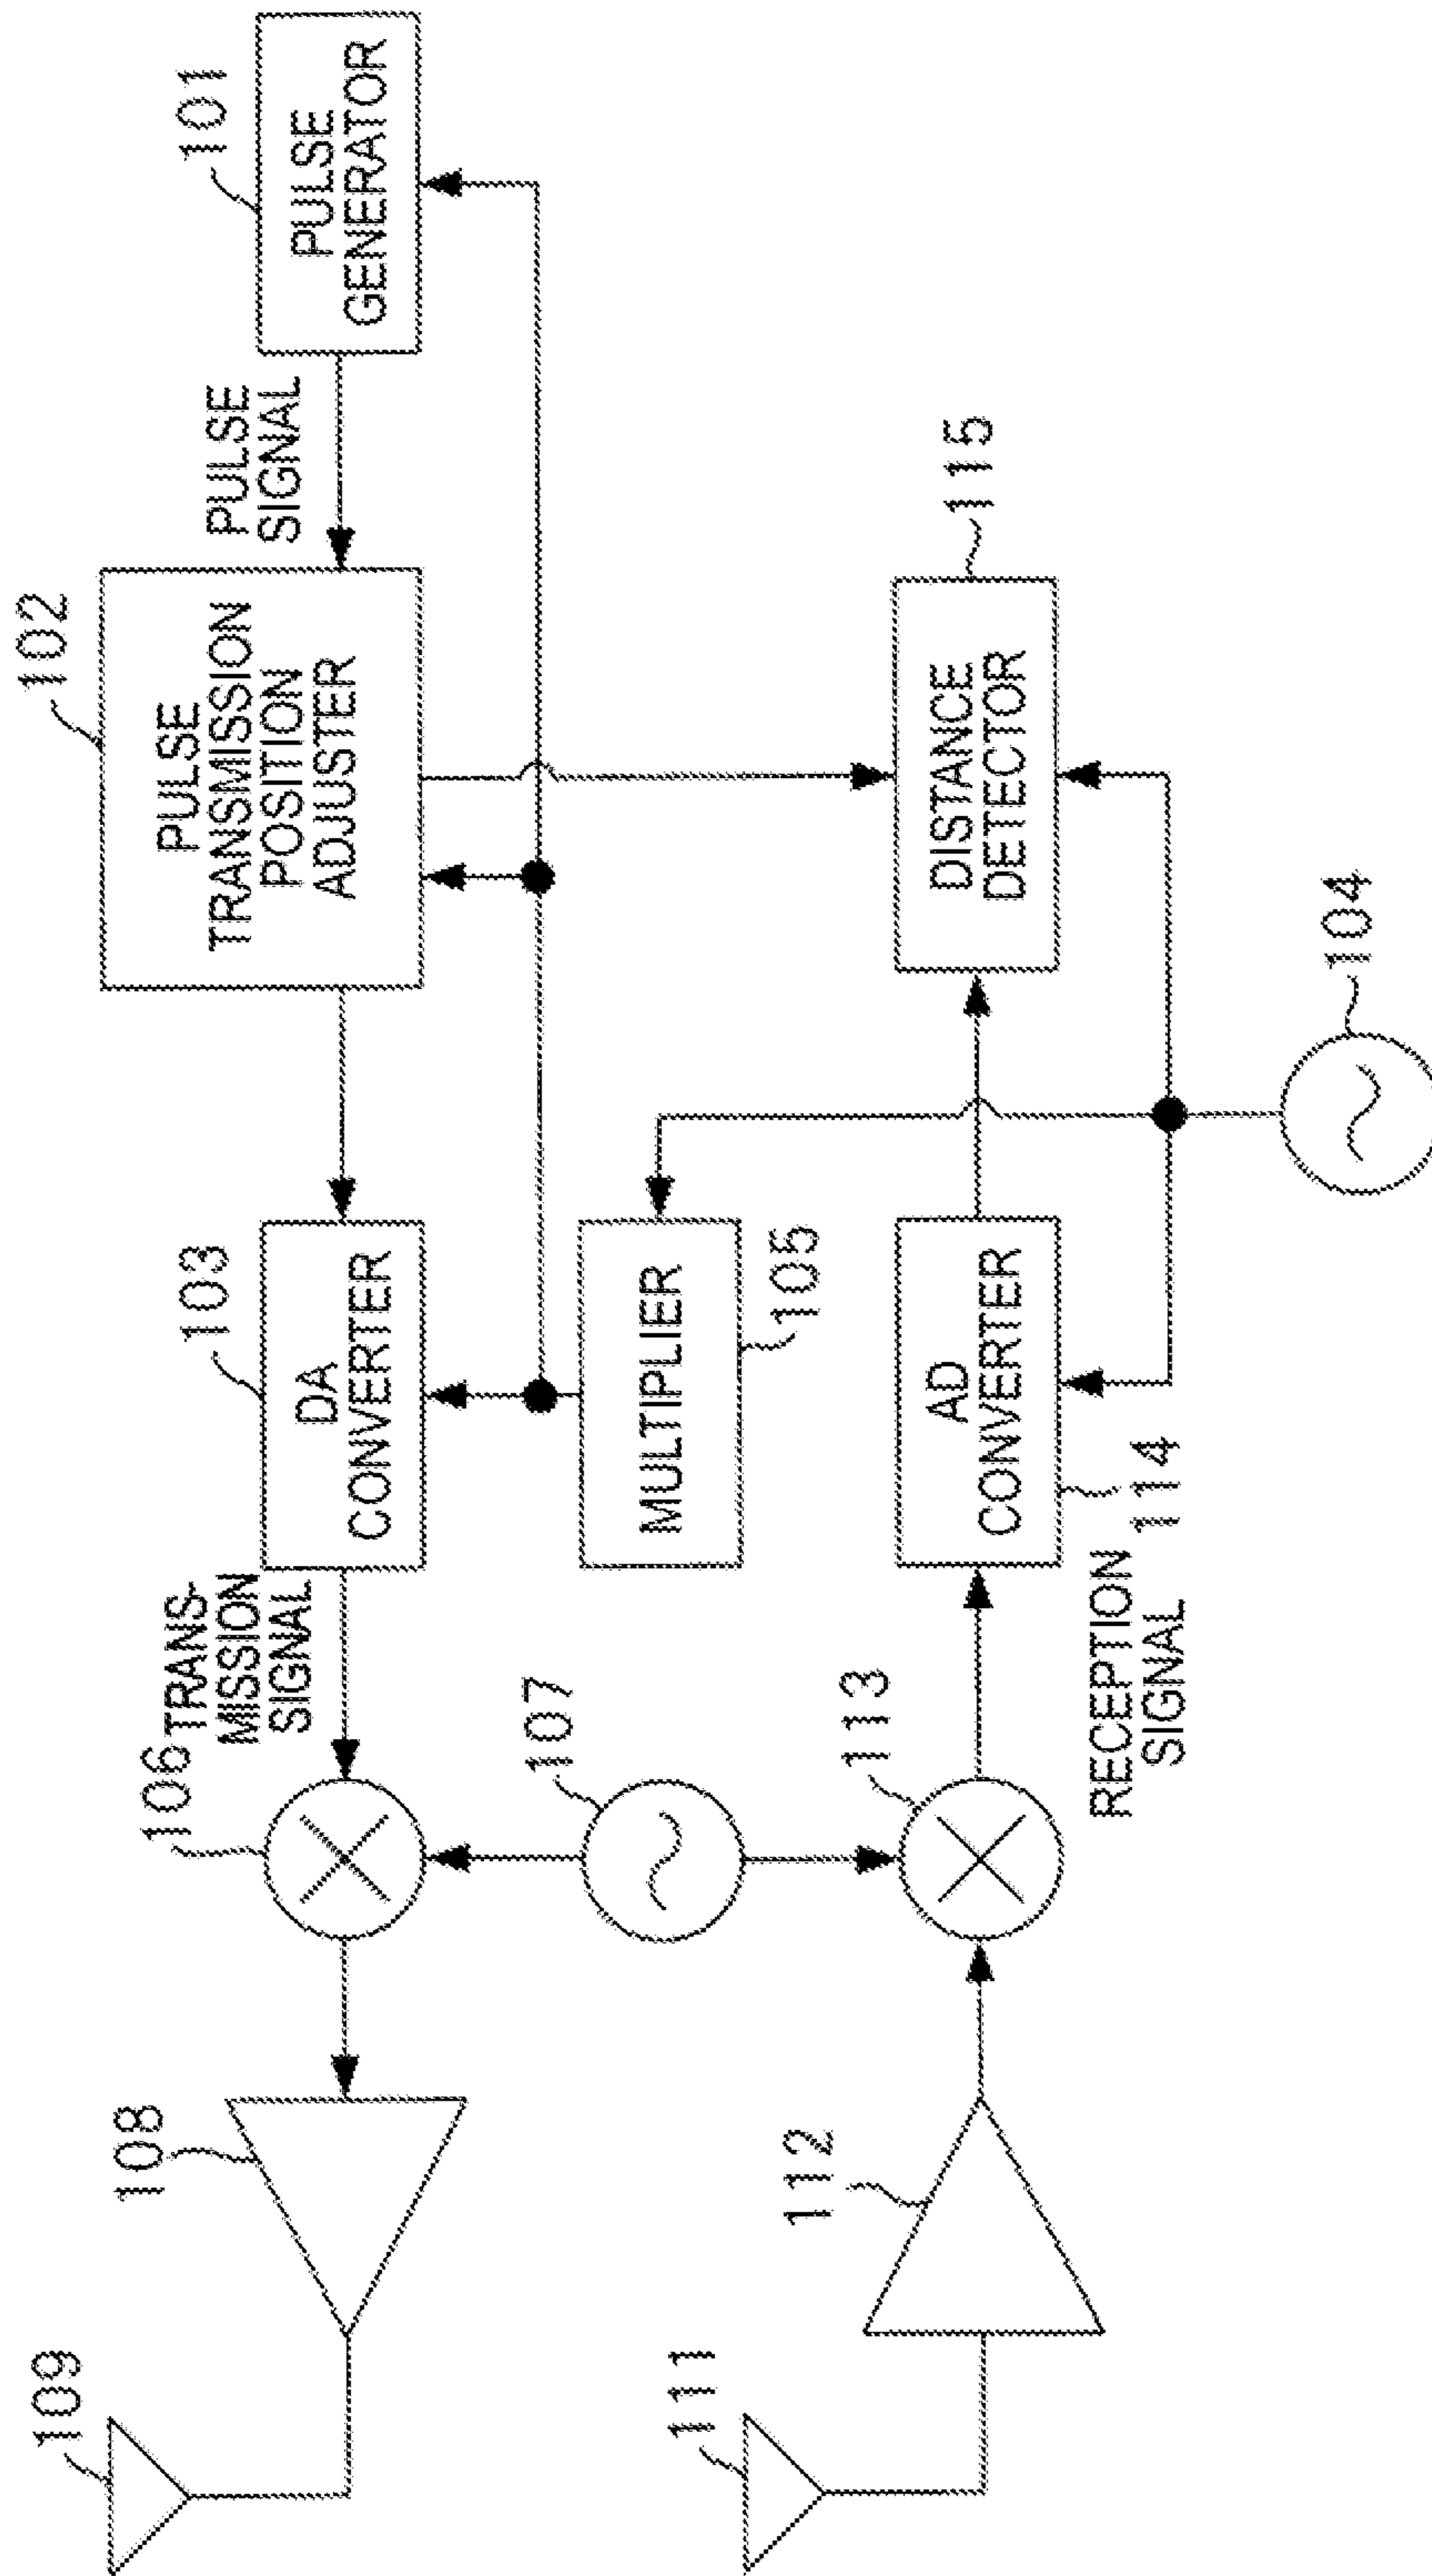 109
108
106
TRANS-
MISSION
SIGNAL
103
DA
CONVERTER
102
PULSE
TRANSMISSION
POSITION
ADJUSTER
PULSE
SIGNAL
101
PULSE
GENERATOR
107
MULTIPLIER
105
111
112
113
RECEPTION
SIGNAL
AD
CONVERTER
114
DISTANCE
DETECTOR
115
104